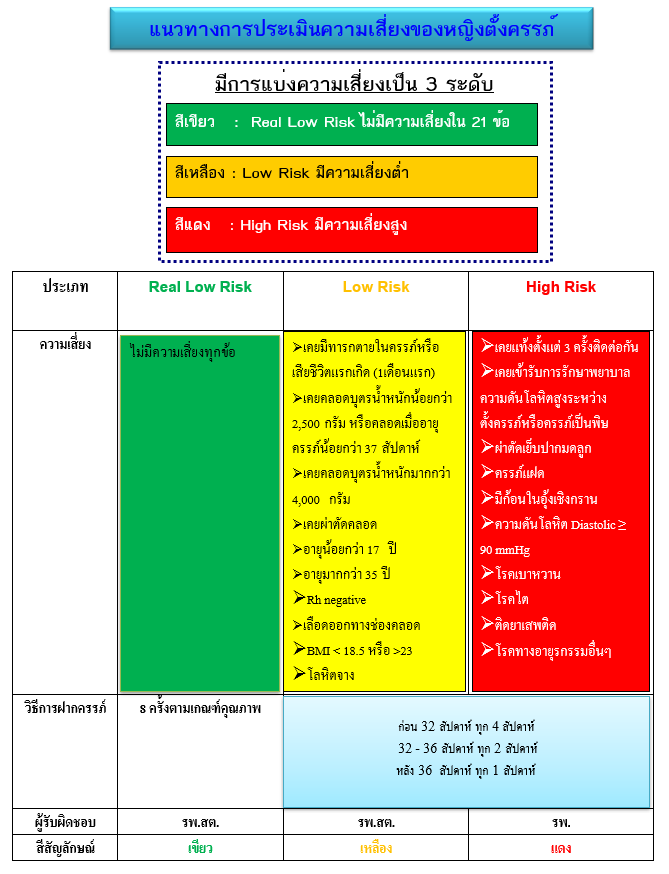 แนวทางการประเมินความเสี่ยงของหญิงตั้งครรภ์
มีการแบ่งความเสี่ยงเป็น 3 ระดับ
สีเขียว : Real Low Risk ไม่มีความเสี่ยงใน 21 ข้อ
สีเหลือง : Low Risk มีความเสี่ยงต่ำ
สีแดง : High Risk มีความเสี่ยงสูง
ประเภท Real Low Risk Low Risk High Risk
ความเสี่ยง
ไม่มีความเสี่ยงทุกข้อ
➢เคยมีทารกตายในครรภ์หรือ
เสียชีวิตแรกเกิด (1เดือนแรก)
➢เคยคลอดบุตรน้ำหนักน้อยกว่า
2,500 กรัม หรือคลอดเมื่ออายุ
ครรภ์น้อยกว่า 37 สัปดาห์
➢เคยคลอดบุตรน้ำหนักมากกว่า
4,000 กรัม
➢เคยผ่าตัดคลอด
➢อายุน้อยกว่า 17 ปี
➢อายุมากกว่า 35 ปี
➢Rh negative
➢เลือดออกทางช่องคลอด
➢BMI < 18.5 หรือ >23
➢โลหิตจาง
➢เคยแท้งตั้งแต่ 3 ครั้งติดต่อกัน
➢เคยเข้ารับการรักษาพยาบาล
ความดันโลหิตสูงระหว่าง
ตั้งครรภ์หรือครรภ์เป็นพิษ
➢ผ่าตัดเย็บปากมดลูก
➢ครรภ์แฝด
➢มีก้อนในอุ้งเชิงกราน
➢ความดันโลหิต Diastolic ≥
90 mmHg
➢โรคเบาหวาน
➢โรคไต
➢ติดยาเสพติด
➢โรคทางอายุรกรรมอื่นๆ
วิธีการฝากครรภ์ 8 ครั้งตามเกณฑ์คุณภาพ
ก่อน 32 สัปดาห์ ทุก 4 สัปดาห์
32 - 36 สัปดาห์ ทุก 2 สัปดาห์
หลัง 36 สัปดาห์ ทุก 1 สัปดาห์
ผู้รับผิดชอบ รพ.สต. รพ.สต. รพ.
สีสัญลักษณ์ เขียว เหลือง แดง